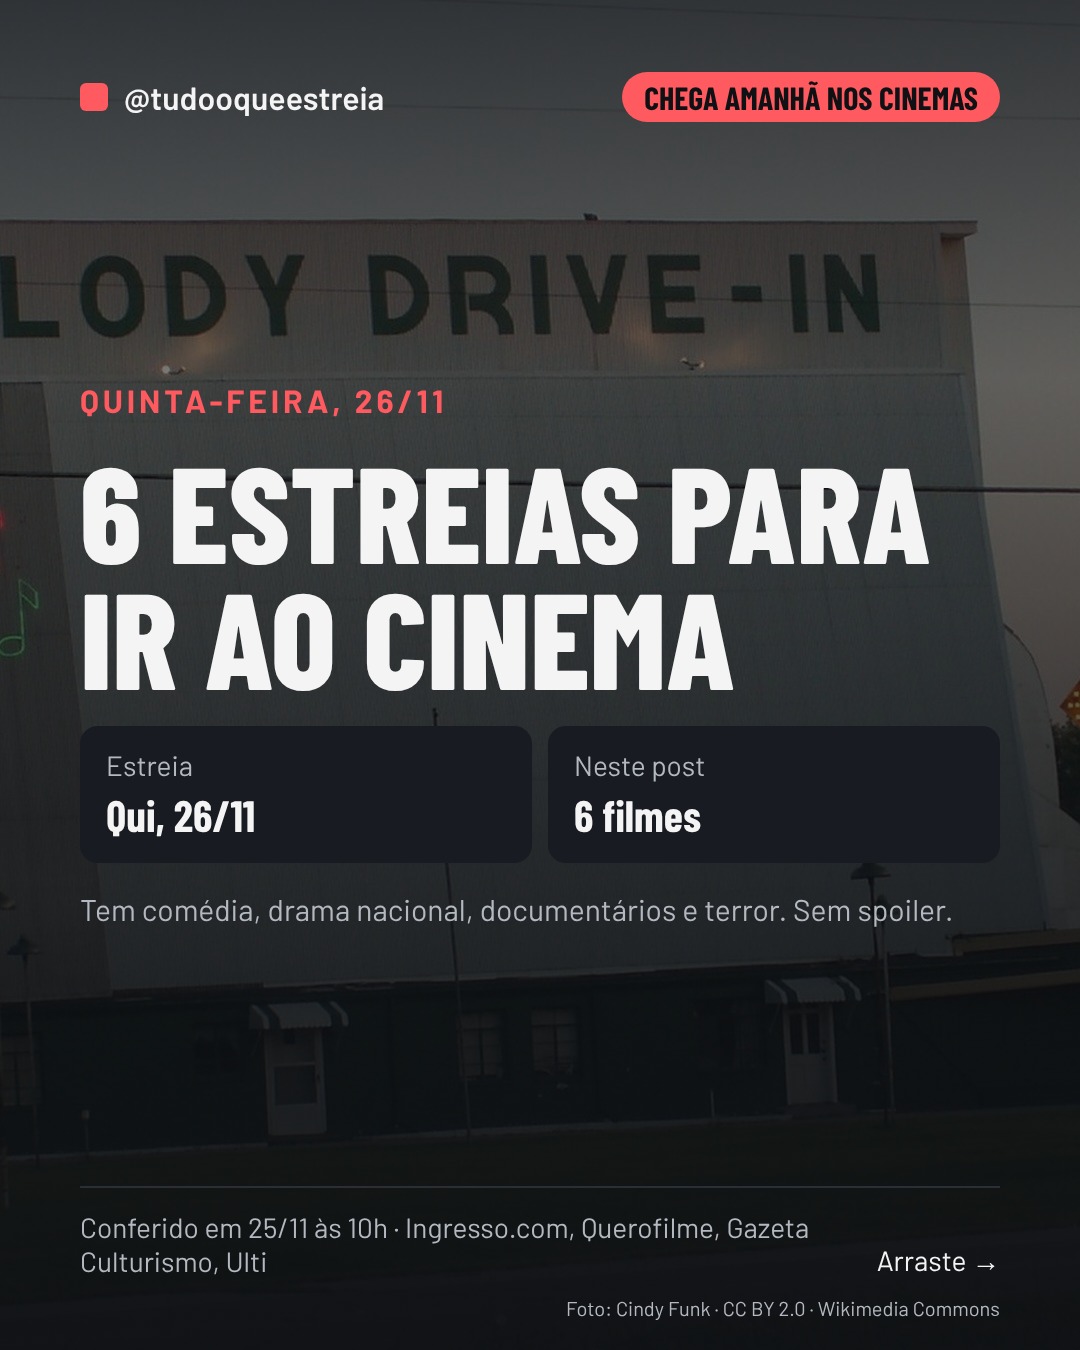 @tudooqueestreia
CHEGA AMANHÃ NOS CINEMAS
LODY DRIVE-IN
QUINTA-FEIRA, 26/11
6 ESTREIAS PARA
IR AO CINEMA
Estreia
Qui, 26/11
Neste post
6 filmes
Tem comédia, drama nacional, documentários e terror. Sem spoiler.
Conferido em 25/11 às 10h · Ingresso.com, Querofilme, Gazeta
Culturismo, Ulti
Arraste →
Foto: Cindy Funk · CC BY 2.0 · Wikimedia Commons